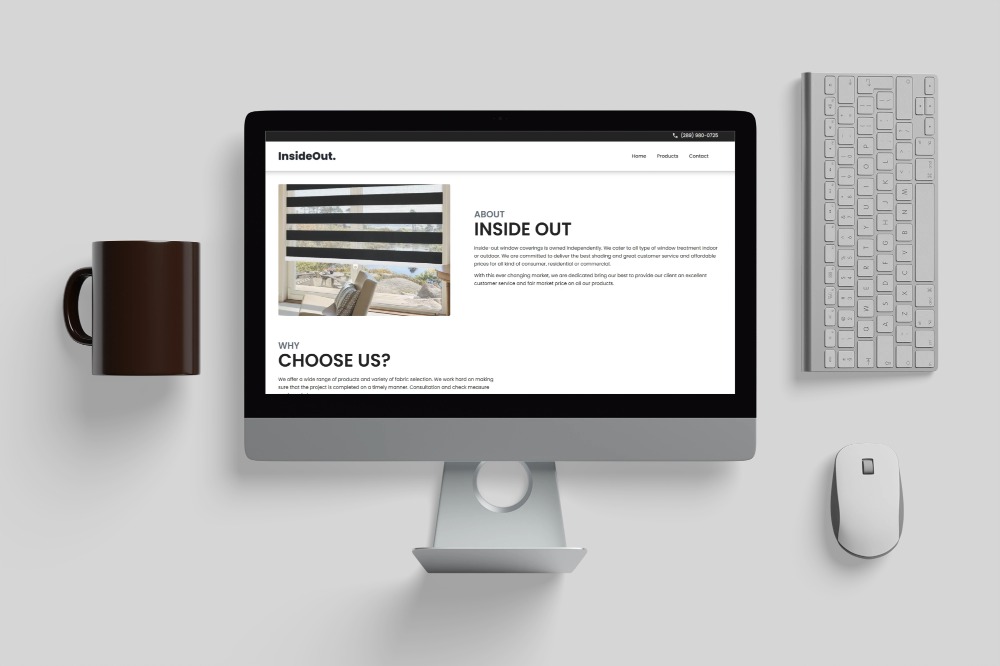 (289) 980-0725
InsideOut.
Home Products Contact
ABOUT
INSIDE OUT
Inside-out window coverings is owned independently. We cater to all type of window treatment indoor
or outdoor. We are committed to deliver the best shading and great customer service and affordable
prices for all kind of consumer, residential or commercial.
With this ever changing market, we are dedicated bring our best to provide our client an excellent
customer service and fair market price on all our products.
WHY
CHOOSE US?
We offer a wide range of products and variety of fabric selection. We work hard on making
sure that the project is completed on a timely manner. Consultation and check measure